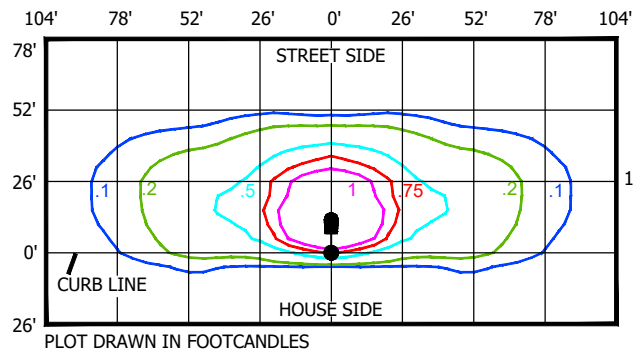 104' 78' 52' 26' 0' 26' 52' 78' 104'
78'
STREET SIDE
52'
26'
.1 .2 .5 1 .75 .2 .1
1
0'
CURB LINE
HOUSE SIDE
26'
PLOT DRAWN IN FOOTCANDLES